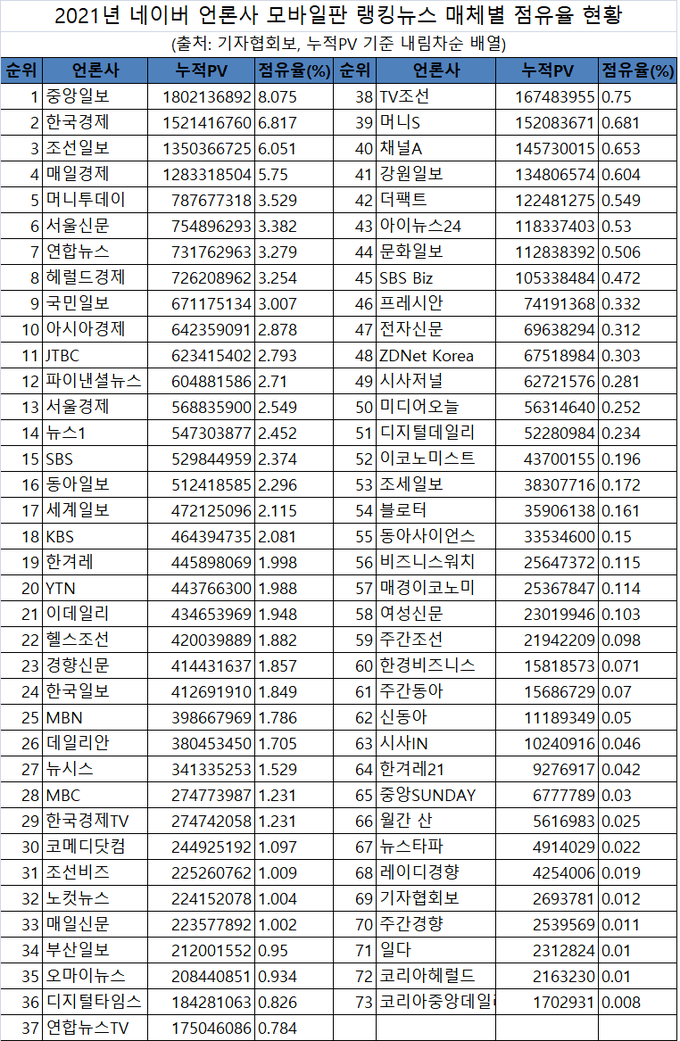 2021년 네이버 언론사 모바일판 랭킹뉴스 매체별 점유율 현황
(출처: 기자협회보, 누적PV 기준 내림차순 배열)
순위 언론사 누적PV 점유율(%) 순위 언론사 누적PV 점유율(%)
1 중앙일보 1802136892 8.075 38 TV조선 167483955 0.75
2 한국경제 1521416760 6.817 39 머니S 152083671 0.681
3 조선일보 1350366725 6.051 40 채널A 145730015 0.653
4 매일경제 1283318504 5.75 41 강원일보 134806574 0.604
5 머니투데이 787677318 3.529 42 더팩트 122481275 0.549
6 서울신문 754896293 3.382 43 아이뉴스24 118337403 0.53
7 연합뉴스 731762963 3.279 44 문화일보 112838392 0.506
8 헤럴드경제 726208962 3.254 45 SBS Biz 105338484 0.472
9 국민일보 671175134 3.007 46 프레시안 74191368 0.332
10 아시아경제 642359091 2.878 47 전자신문 69638294 0.312
11 JTBC 623415402 2.793 48 ZDNet Korea 67518984 0.303
12 파이낸셜뉴스 604881586 2.71 49 시사저널 62721576 0.281
13 서울경제 568835900 2.549 50 미디어오늘 56314640 0.252
14 뉴스1 547303877 2.452 51 디지털데일리 52280984 0.234
15 SBS 529844959 2.374 52 이코노미스트 43700155 0.196
16 동아일보 512418585 2.296 53 조세일보 38307716 0.172
17 세계일보 472125096 2.115 54 블로터 35906138 0.161
18 KBS 464394735 2.081 55 동아사이언스 33534600 0.15
19 한겨레 445898069 1.998 56 비즈니스워치 25647372 0.115
20 YTN 443766300 1.988 57 매경이코노미 25367847 0.114
21 이데일리 434653969 1.948 58 여성신문 23019946 0.103
22 헬스조선 420039889 1.882 59 주간조선 21942209 0.098
23 경향신문 414431637 1.857 60 한경비즈니스 15818573 0.071
24 한국일보 412691910 1.849 61 주간동아 15686729 0.07
25 MBN 398667969 1.786 62 신동아 11189349 0.05
26 데일리안 380453450 1.705 63 시사IN 10240916 0.046
27 뉴시스 341335253 1.529 64 한겨레21 9276917 0.042
28 MBC 274773987 1.231 65 중앙SUNDAY 6777789 0.03
29 한국경제TV 274742058 1.231 66 월간 산 5616983 0.025
30 코메디닷컴 244925192 1.097 67 뉴스타파 4914029 0.022
31 조선비즈 225260762 1.009 68 레이디경향 4254006 0.019
32 노컷뉴스 224152078 1.004 69 기자협회보 2693781 0.012
33 매일신문 223577892 1.002 70 주간경향 2539569 0.011
34 부산일보 212001552 0.95 71 일다 2312824 0.01
35 오마이뉴스 208440851 0.934 72 코리아헤럴드 2163230 0.01
36 디지털타임스 184281063 0.826 73 코리아중앙데일리 1702931 0.008
37 연합뉴스TV 175046086 0.784